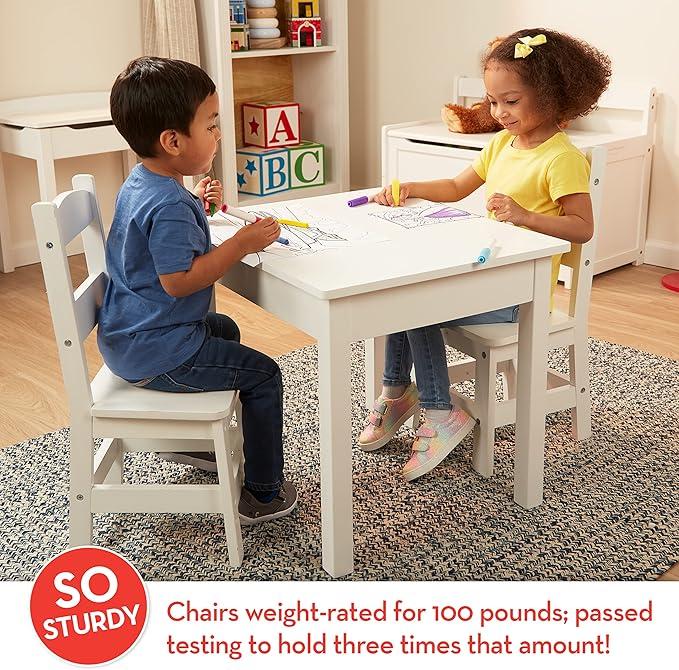 A
B C
SO
STURDY
Chairs weight-rated for 100 pounds; passed
testing to hold three times that amount!